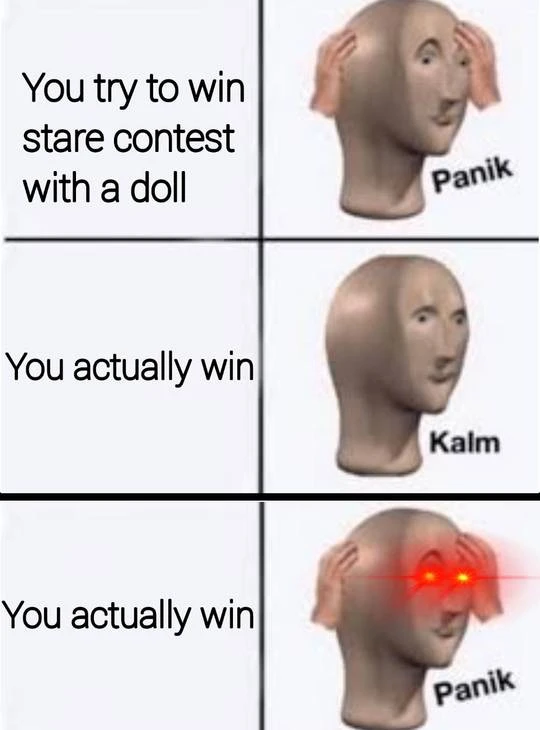 You try to win
stare contest
with a doll
Panik
You actually win
Kalm
You actually win
Panik